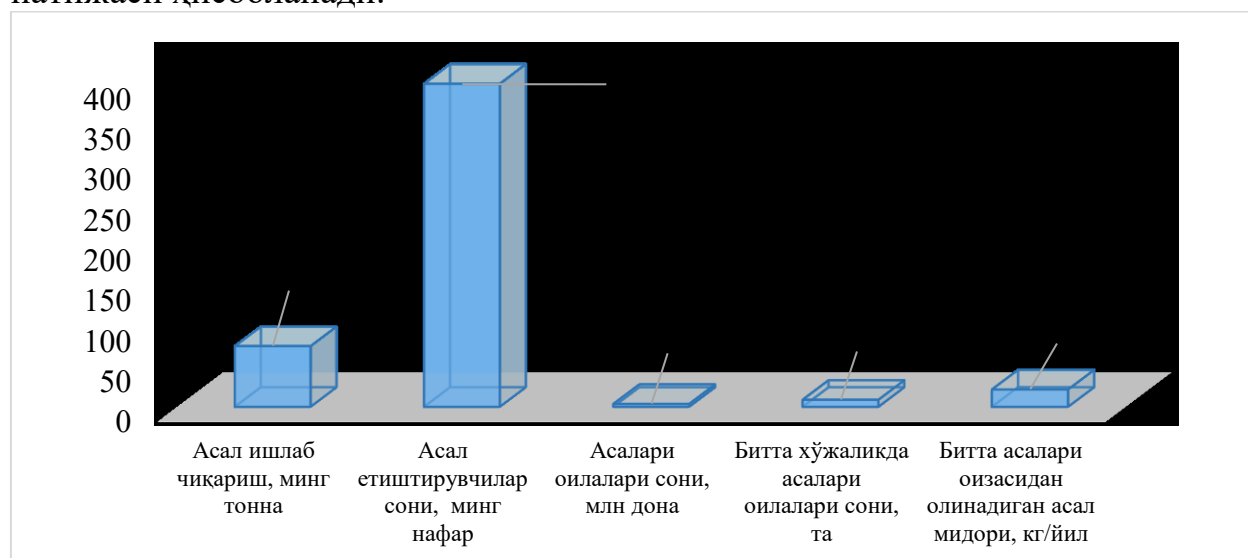 400
350
300
250
200
150
100
50
0
Асал ишлаб
чиқариш, минг
тонна
Асал
етиштирувчилар
сони, минг
нафар
Асалари
оилалари сони,
млн дона
Битта хўжаликда
асалари
оилалари сони,
та
Битта асалари
оизасидан
олинадиган асал
мидори, кг/йил